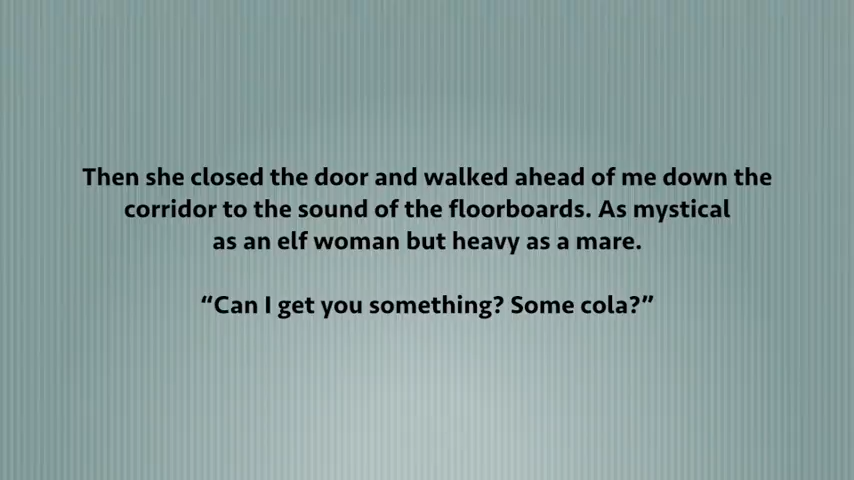 Then she closed the door and walked ahead of me down the
corridor to the sound of the floorboards. As mystical
as an elf woman but heavy as a mare.
“Can I get you something? Some cola?”